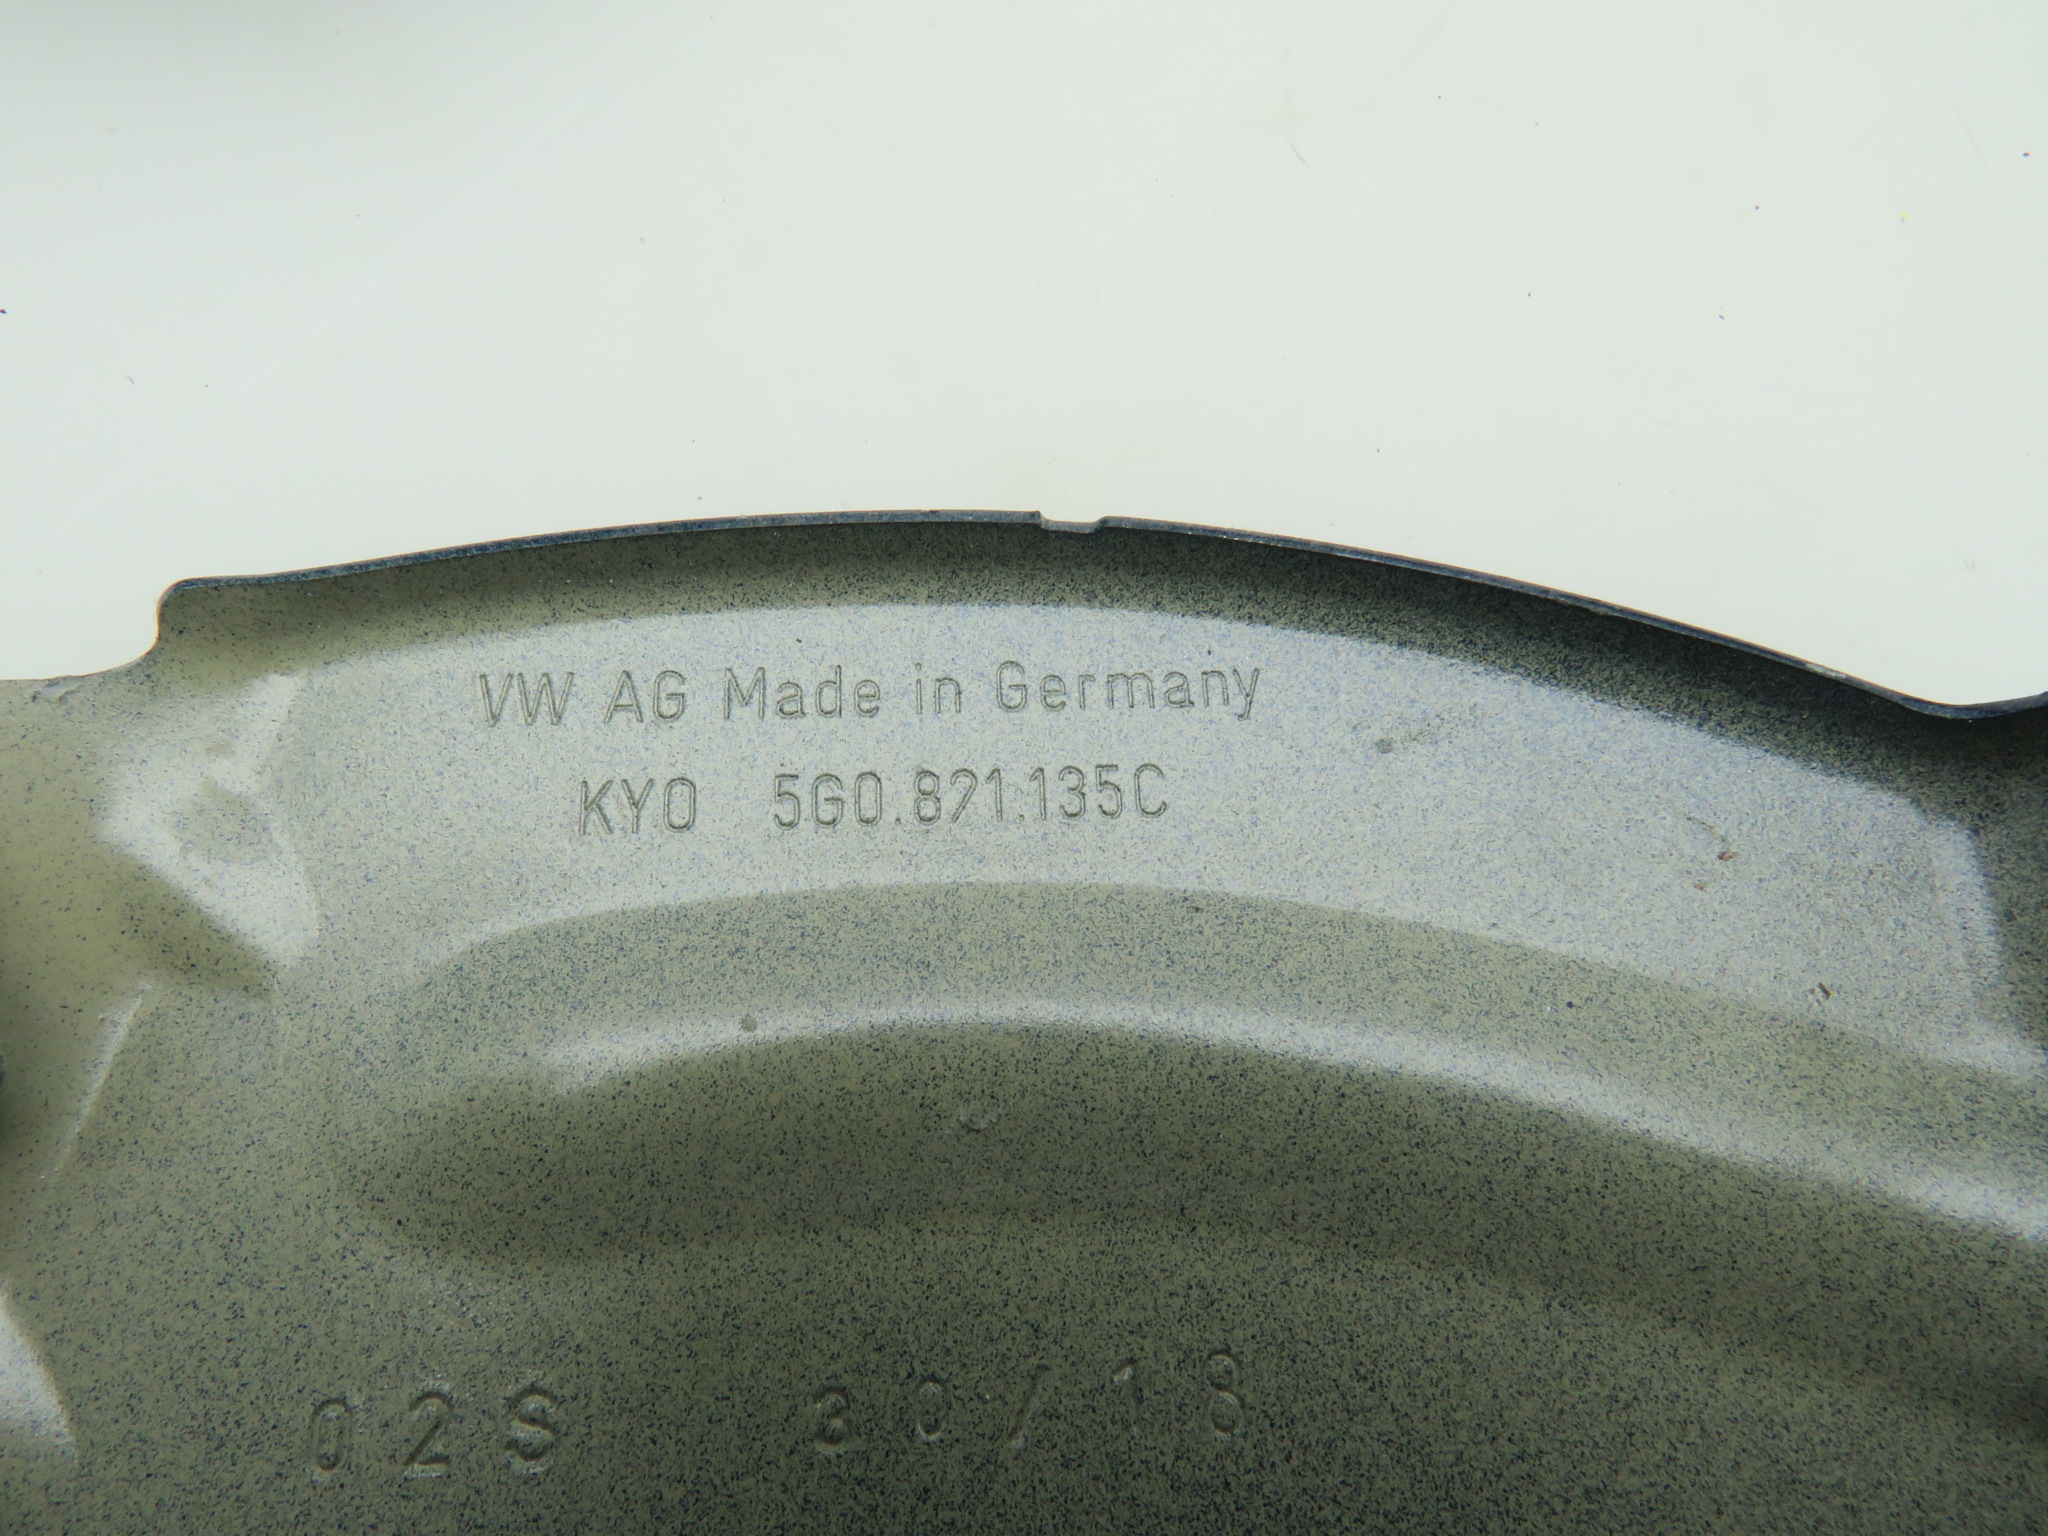 VW AG Made in Germany
KYO 5G0.821.135C
02S 30/18